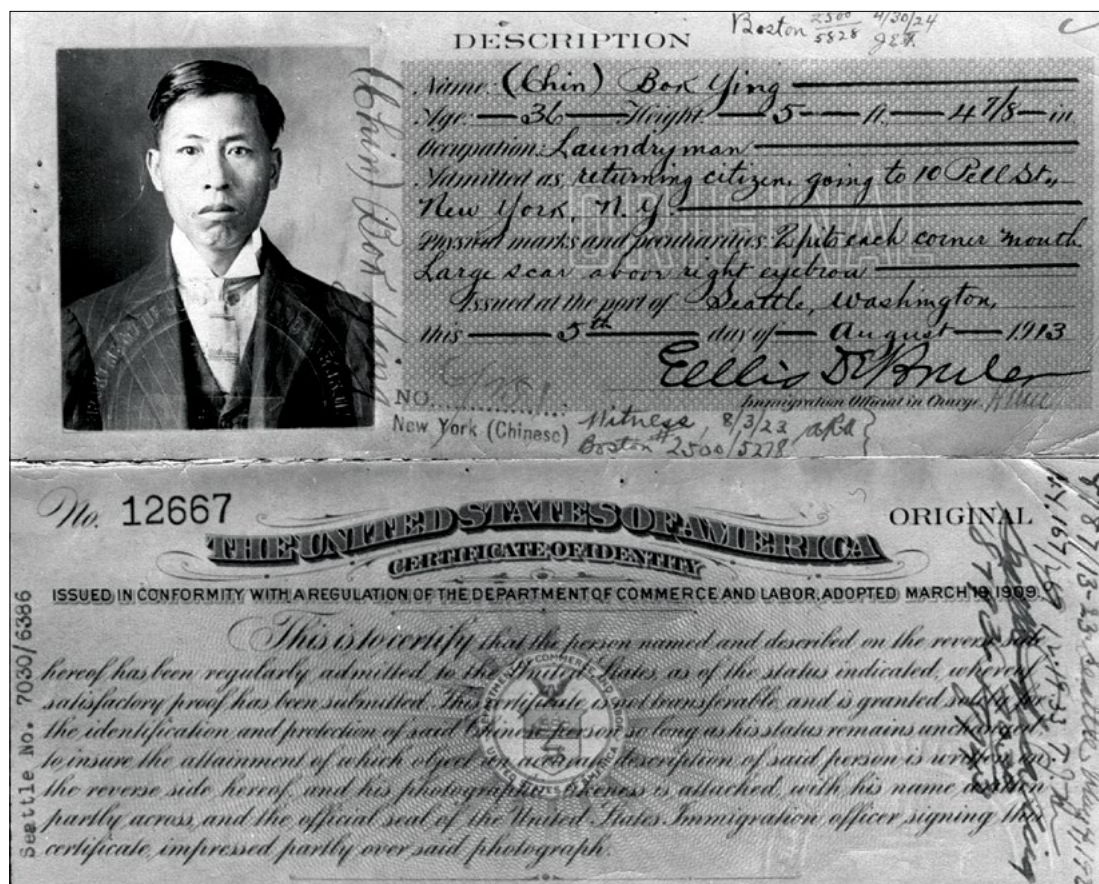 Boston 2500/5828 4/30/24
J.E.F.
DESCRIPTION
Name: (Chin) Bok Ying
Age: 36 Height: 5 ft. 4 7/8 in
Occupation: Laundryman
Admitted as returning citizen, going to 10 Pell St.,
New York, N.Y.
Physical marks and peculiarities: 2 pits each corner mouth
Large scar above right eyebrow
Issued at the port of Seattle, Washington,
this 5th day of August 1913
Immigration Official in Charge.
(Chin) Bok Ying
NO.
New York (Chinese)
Witness, 8/3/23
Boston # 2500/5278
No. 12667
ORIGINAL
THE UNITED STATES OF AMERICA
CERTIFICATE OF IDENTITY
ISSUED IN CONFORMITY WITH A REGULATION OF THE DEPARTMENT OF COMMERCE AND LABOR, ADOPTED MARCH 19, 1909.
This is to certify that the person named and described on the reverse side
hereof has been regularly admitted to the United States, as of the status indicated, whereof
satisfactory proof has been submitted. This certificate is not transferable, and is granted solely for
the identification and protection of said Chinese person so long as his status remains unchanged;
to insure the attainment of which object an accurate description of said person is written on
the reverse side hereof, and his photographic likeness is attached, with his name written
partly across, and the official seal of the United States Immigration officer signing this
certificate, impressed partly over said photograph.
Seattle No. 7030/6386